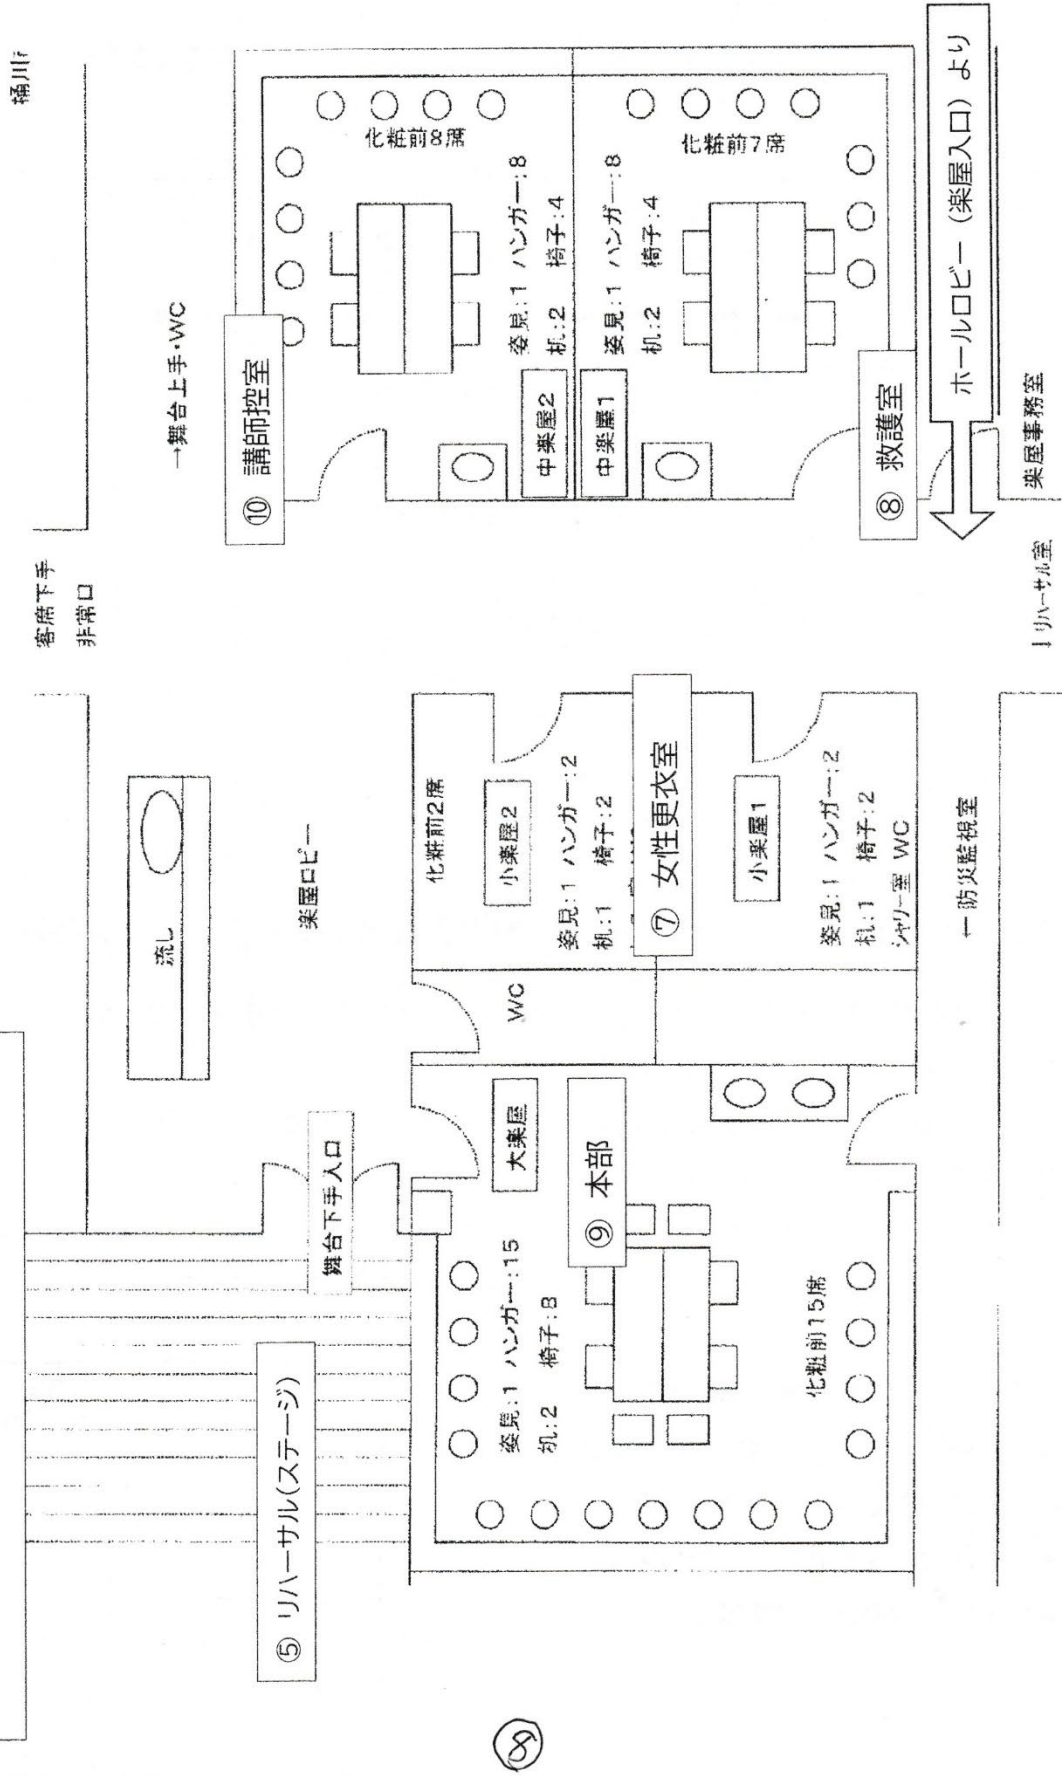 桶川
客席下手
非常口
→舞台上手・WC
⑩ 講師控室
化粧前8席
姿見:1 ハンガー:8
机:2 椅子:4
中楽屋2
中楽屋1
姿見:1 ハンガー:8
机:2 椅子:4
化粧前7席
⑧ 救護室
ホールロビー(楽屋入口)より
楽屋事務室
↓リハーサル室
流し
楽屋ロビー
化粧前2席
小楽屋2
姿見:1 ハンガー:2
机:1 椅子:2
⑦ 女性更衣室
小楽屋1
姿見:1 ハンガー:2
机:1 椅子:2
シャワー室 WC
←防災監視室
WC
舞台下手入口
⑤ リハーサル(ステージ)
大楽屋
⑨ 本部
姿見:1 ハンガー:15
机:2 椅子:8
化粧前15席
⑧